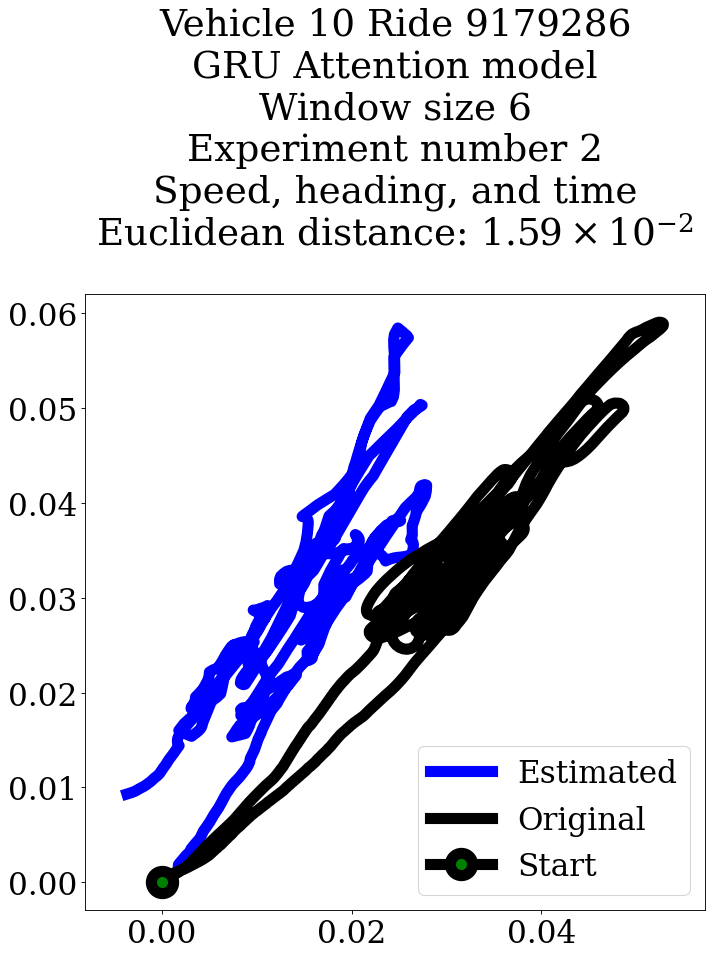 Vehicle 10 Ride 9179286
GRU Attention model
Window size 6
Experiment number 2
Speed, heading, and time
Euclidean distance: 1.59 × 10⁻²
0.06
0.05
0.04
0.03
0.02
0.01
0.00
Estimated
Original
Start
0.00 0.02 0.04